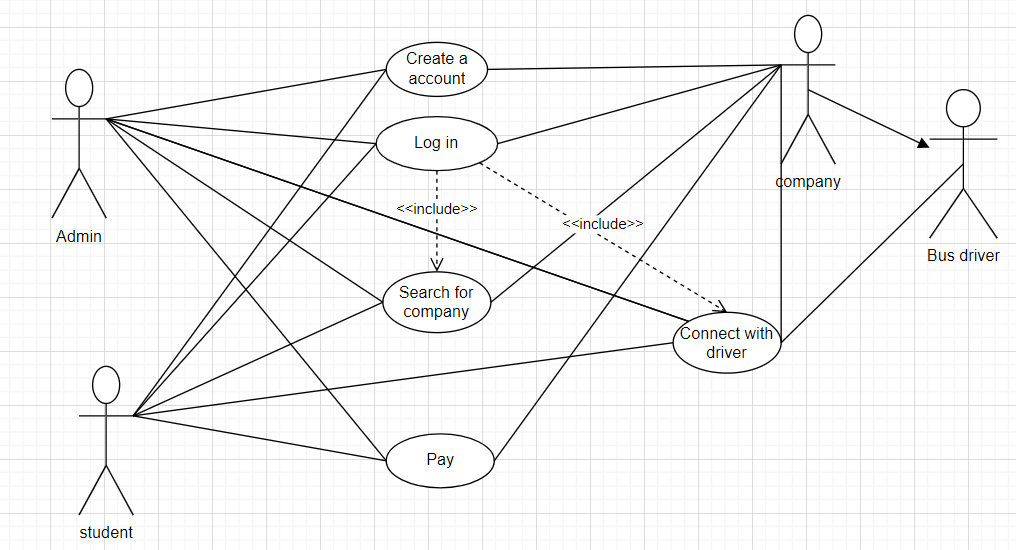 Create a
account
Log in
<<include>>
<<include>>
company
Admin
Bus driver
Search for
company
Connect with
driver
Pay
student